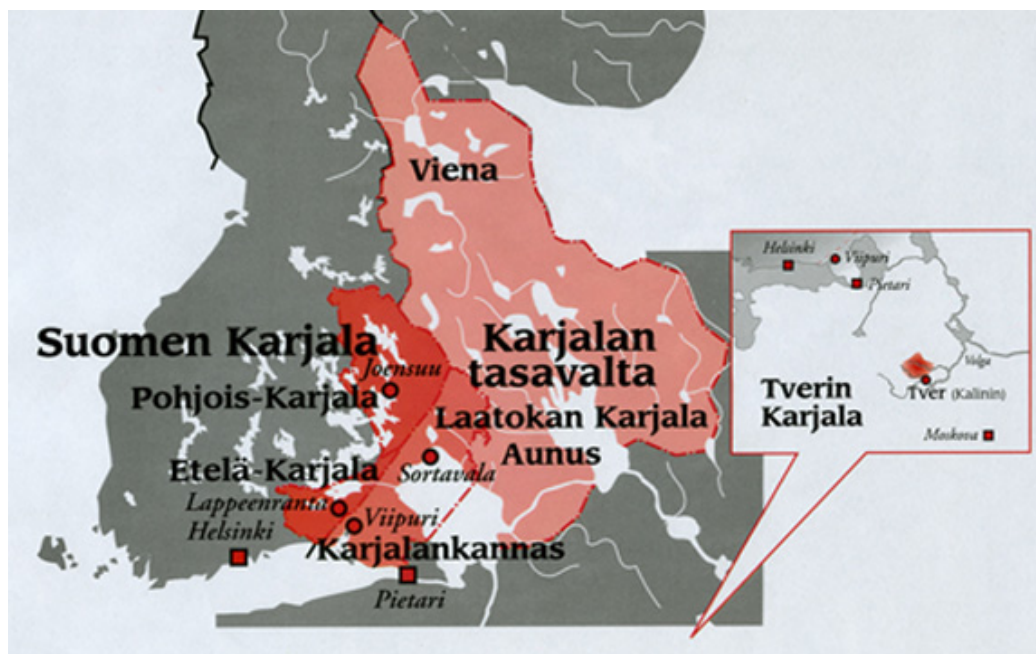 Viena
Suomen Karjala
Joensuu
Pohjois-Karjala
Karjalan
tasavalta
Laatokan Karjala
Aunus
Etelä-Karjala
Sortavala
Lappeenranta
Helsinki
Viipuri
Karjalankannas
Pietari
Helsinki
Viipuri
Pietari
Volga
Tver (Kalinin)
Tverin
Karjala
Moskova